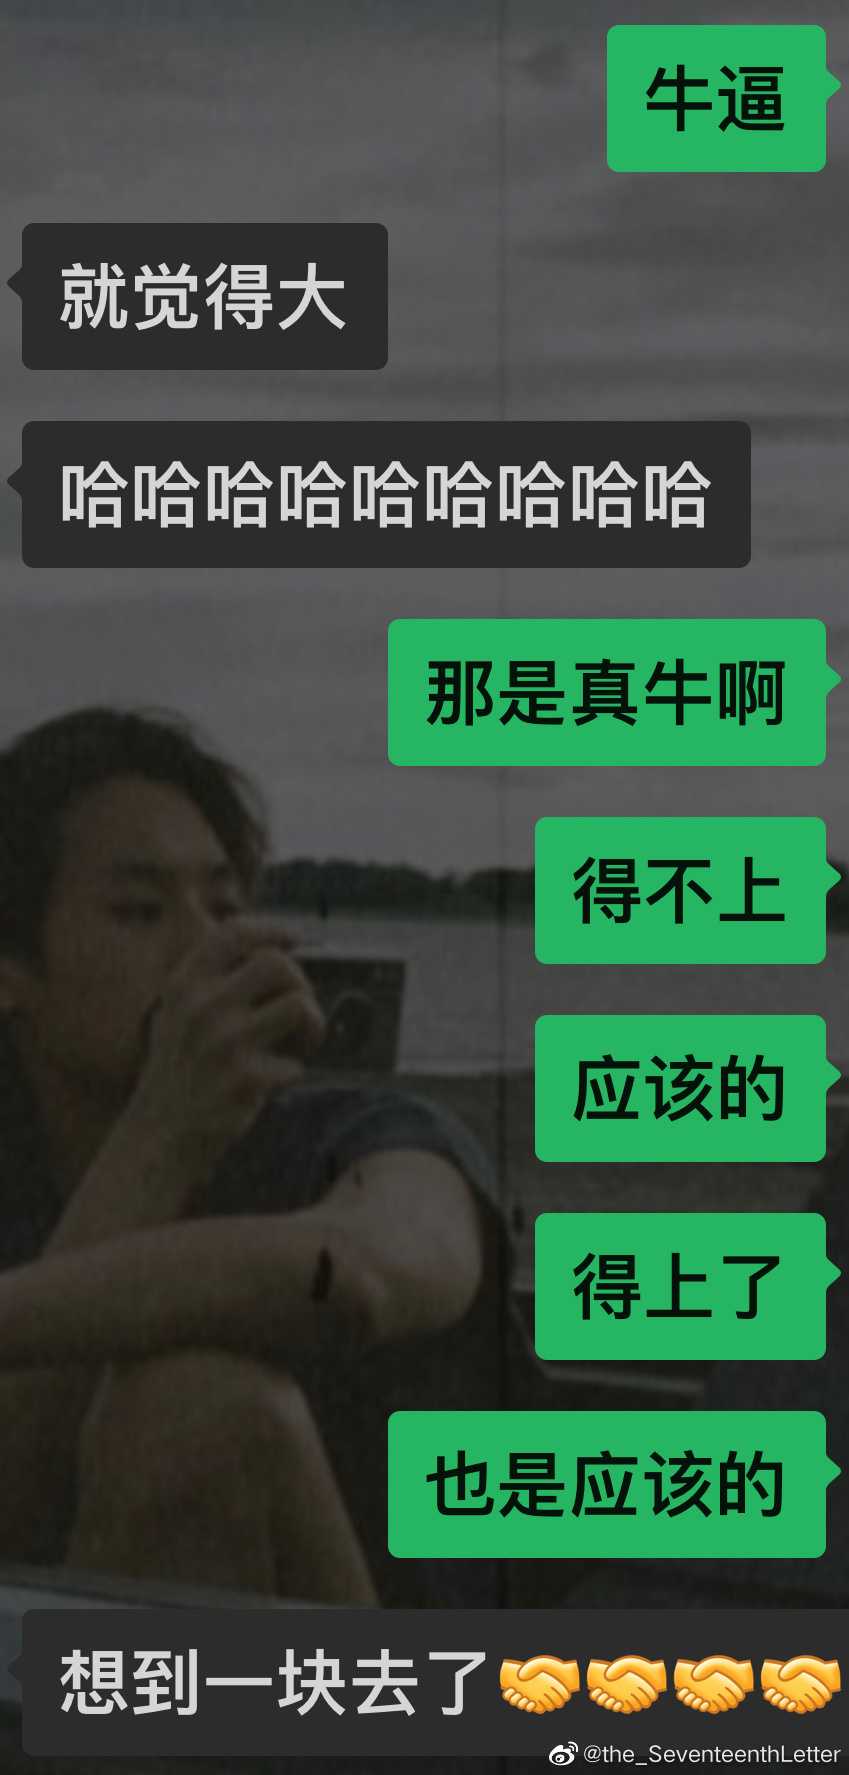 牛逼
就觉得大
哈哈哈哈哈哈哈哈哈
那是真牛啊
得不上
应该的
得上了
也是应该的
想到一块去了🤝🤝🤝🤝
@the_SeventeenthLetter